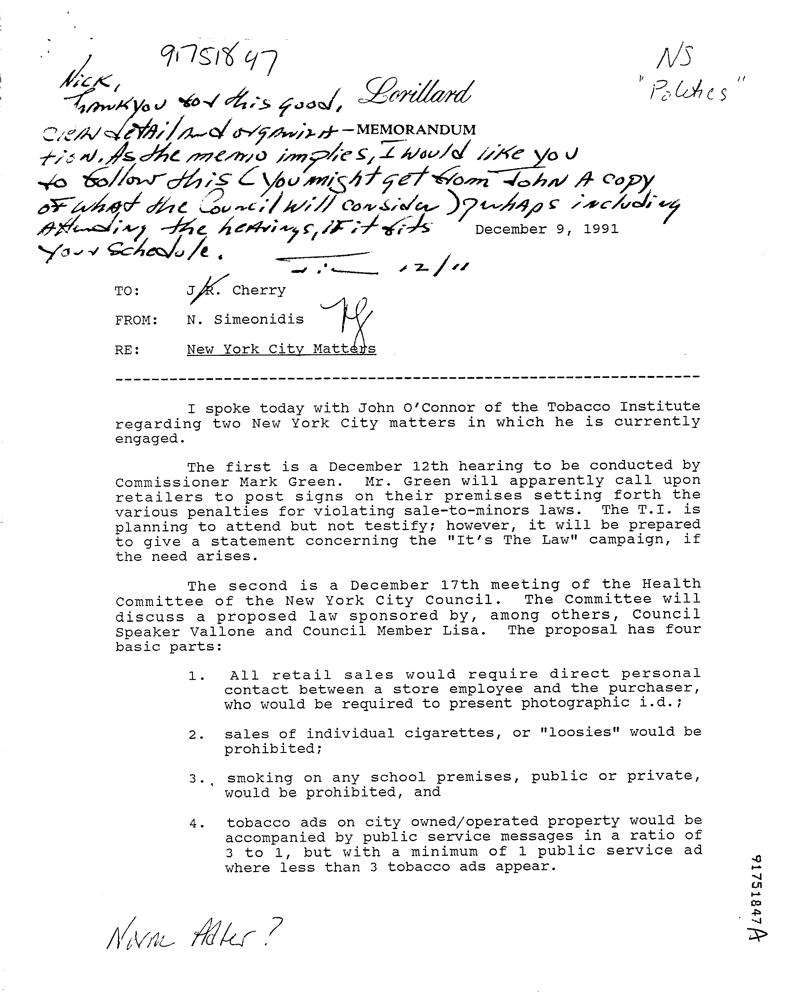 91751847
NS
"Politics"
Nick,
Thank you for this good,
Lorillard
clean detail and organiza-
MEMORANDUM
tion. As the memo implies, I would like you
to follow this (You might get from John A copy
of what the Council will consider) perhaps including
Attending the hearings, if it fits
December 9, 1991
Your Schedule.
12/11
TO: J.R. Cherry
FROM: N. Simeonidis
RE: New York City Matters
I spoke today with John O'Connor of the Tobacco Institute
regarding two New York City matters in which he is currently
engaged.
The first is a December 12th hearing to be conducted by
Commissioner Mark Green. Mr. Green will apparently call upon
retailers to post signs on their premises setting forth the
various penalties for violating sale-to-minors laws. The T.I. is
planning to attend but not testify; however, it will be prepared
to give a statement concerning the "It's The Law" campaign, if
the need arises.
The second is a December 17th meeting of the Health
Committee of the New York City Council. The Committee will
discuss a proposed law sponsored by, among others, Council
Speaker Vallone and Council Member Lisa. The proposal has four
basic parts:
1. All retail sales would require direct personal
contact between a store employee and the purchaser,
who would be required to present photographic i.d.;
2. sales of individual cigarettes, or "loosies" would be
prohibited;
3. smoking on any school premises, public or private,
would be prohibited, and
4. tobacco ads on city owned/operated property would be
accompanied by public service messages in a ratio of
3 to 1, but with a minimum of 1 public service ad
where less than 3 tobacco ads appear.
91751847A
Norm Adler?